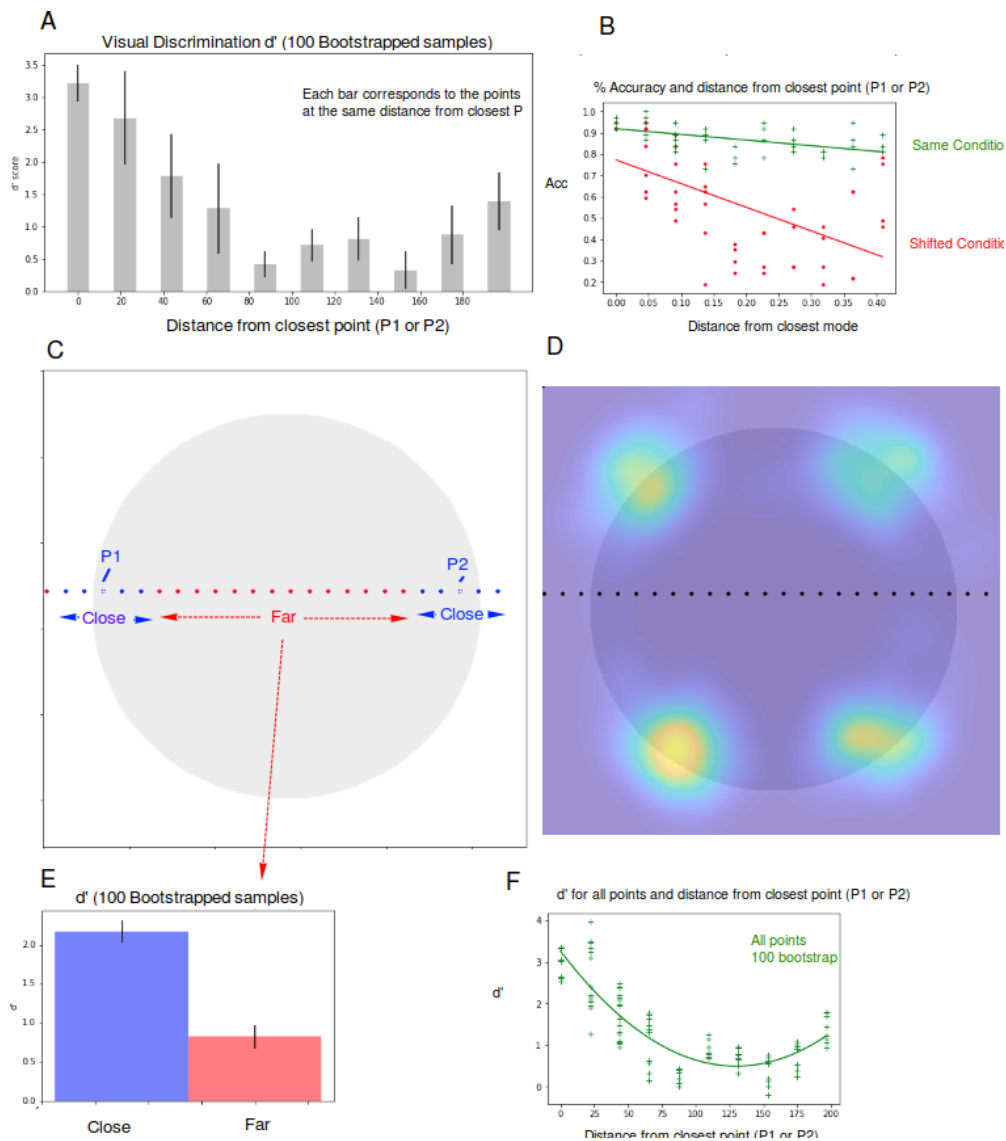 A
Visual Discrimination d' (100 Bootstrapped samples)
3.5
3.0
2.5
2.0
1.5
1.0
0.5
0.0
d' score
Each bar corresponds to the points
at the same distance from closest P
0 20 40 60 80 100 120 140 160 180
Distance from closest point (P1 or P2)
B
% Accuracy and distance from closest point (P1 or P2)
1.0
0.9
0.8
0.7
0.6
0.5
0.4
0.3
0.2
Acc
Same Conditio
Shifted Conditio
0.00 0.05 0.10 0.15 0.20 0.25 0.30 0.35 0.40
Distance from closest mode
C
P1
P2
Close
Far
Close
D
E
d' (100 Bootstrapped samples)
2.0
1.5
1.0
0.5
0.0
d'
Close Far
F
d' for all points and distance from closest point (P1 or P2)
4
3
2
1
0
d'
All points
100 bootstrap
0 25 50 75 100 125 150 175 200
Distance from closest point (P1 or P2)